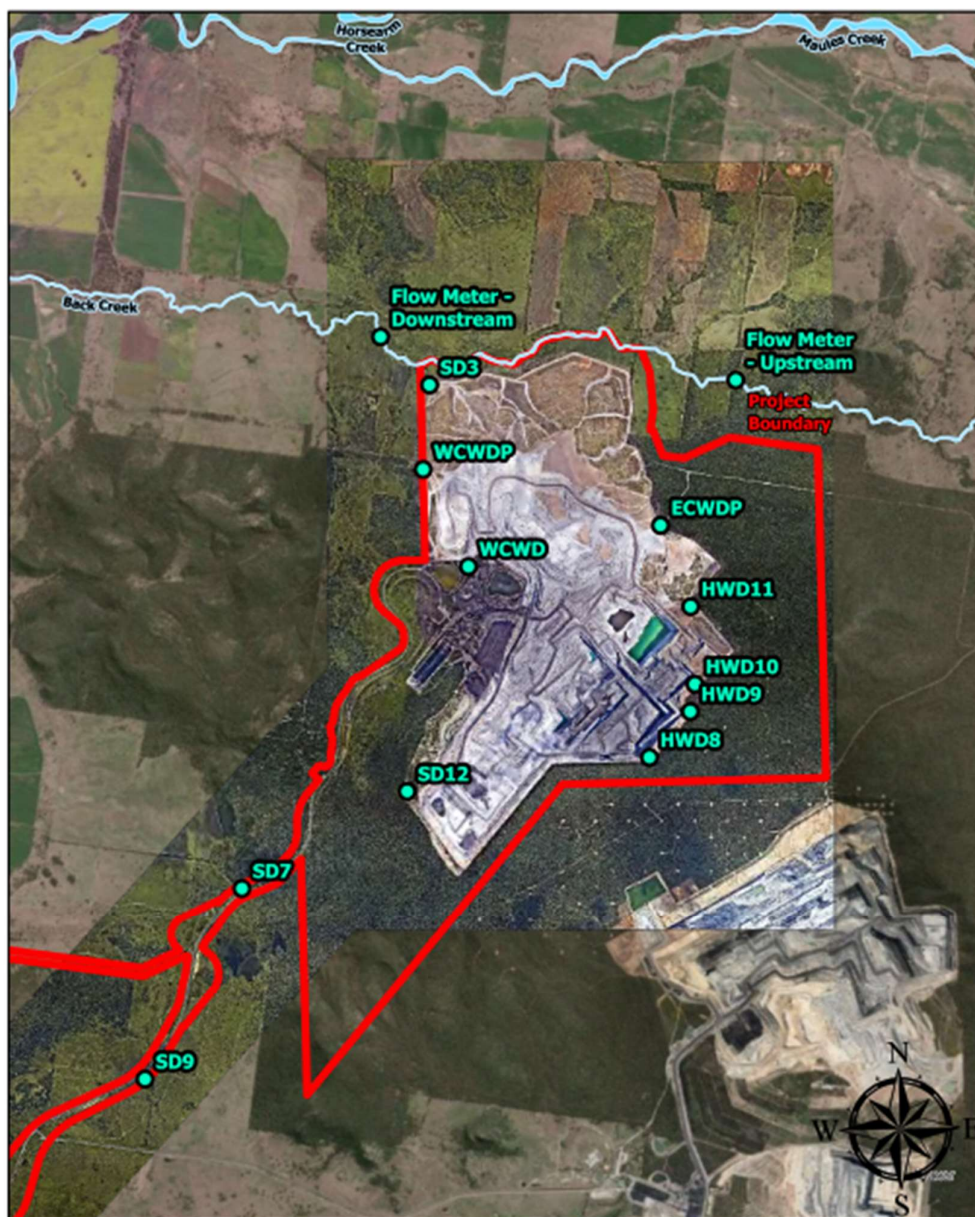 Horsearm
Creek
Maules Creek
Back Creek
Flow Meter -
Downstream
Flow Meter
- Upstream
SD3
Project
Boundary
WCWDP
ECWDP
WCWD
HWD11
HWD10
HWD9
HWD8
SD12
SD7
SD9
N
W
E
S